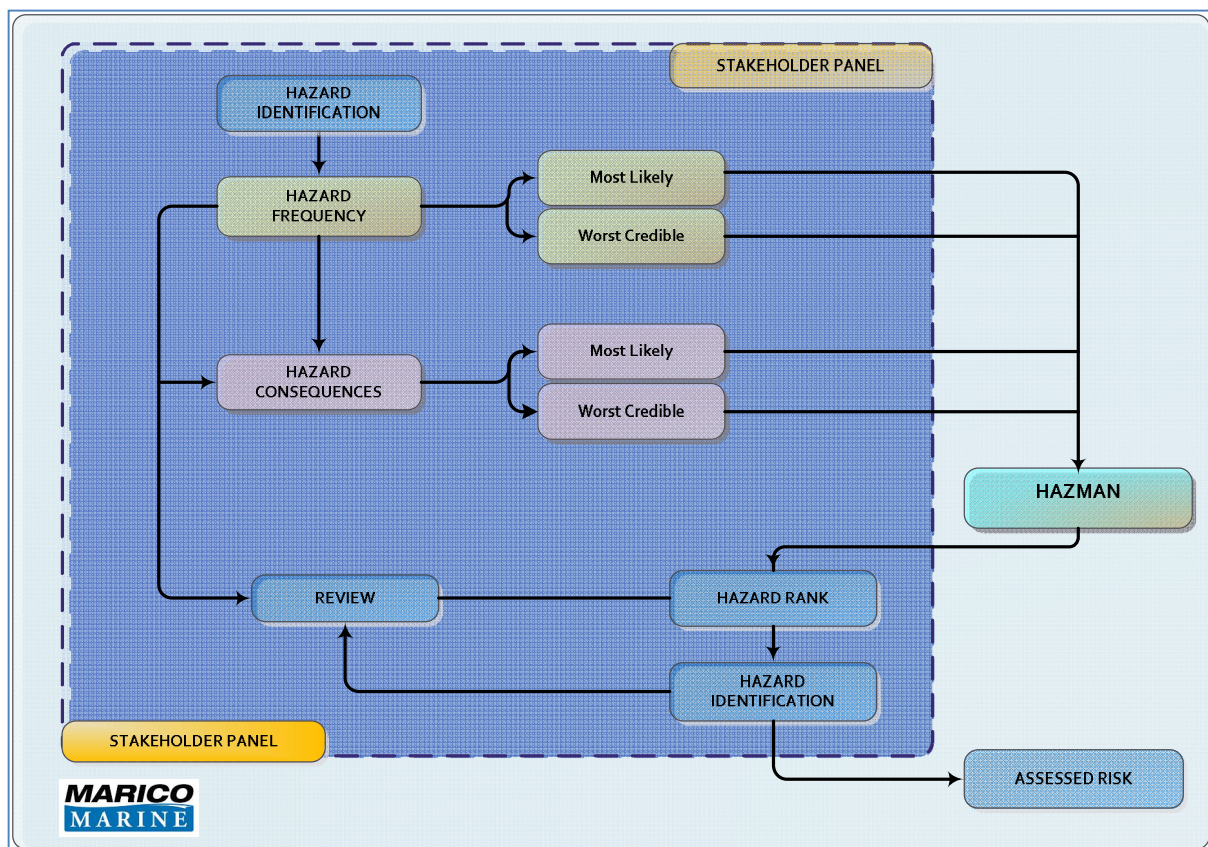 STAKEHOLDER PANEL
HAZARD
IDENTIFICATION
HAZARD
FREQUENCY
Most Likely
Worst Credible
HAZARD
CONSEQUENCES
Most Likely
Worst Credible
HAZMAN
REVIEW
HAZARD RANK
HAZARD
IDENTIFICATION
STAKEHOLDER PANEL
ASSESSED RISK
MARICO
MARINE